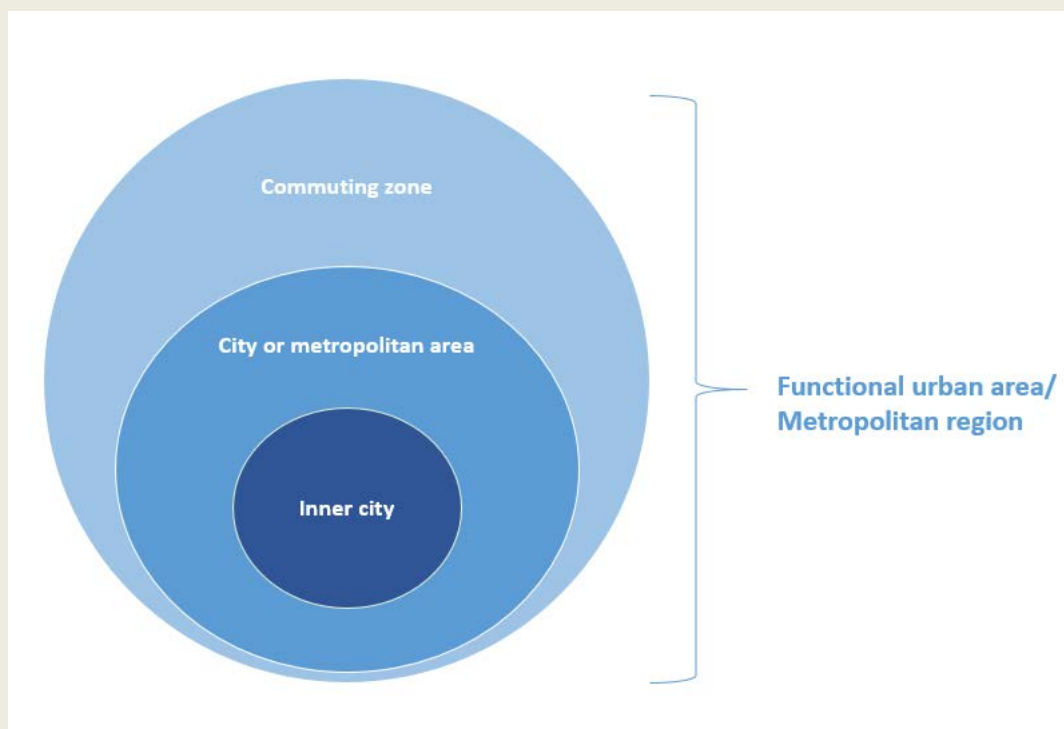 Commuting zone
City or metropolitan area
Inner city
Functional urban area/
Metropolitan region